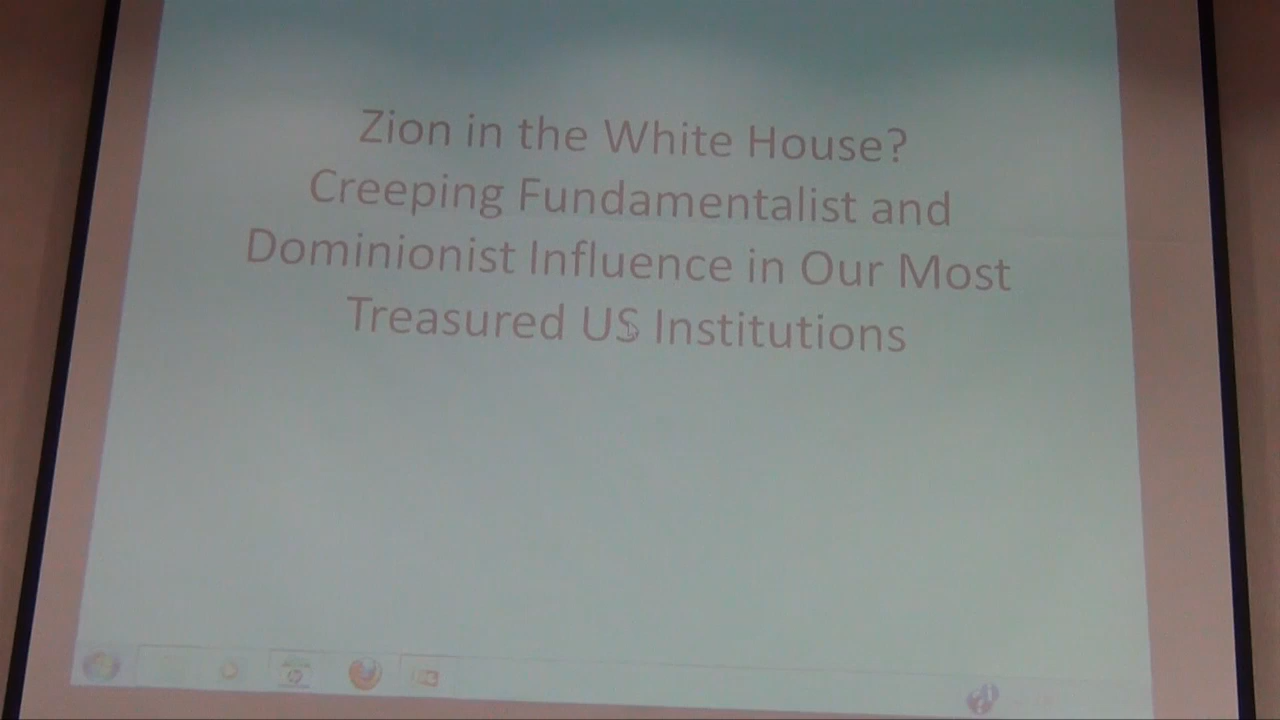 Zion in the White House?
Creeping Fundamentalist and
Dominionist Influence in Our Most
Treasured US Institutions